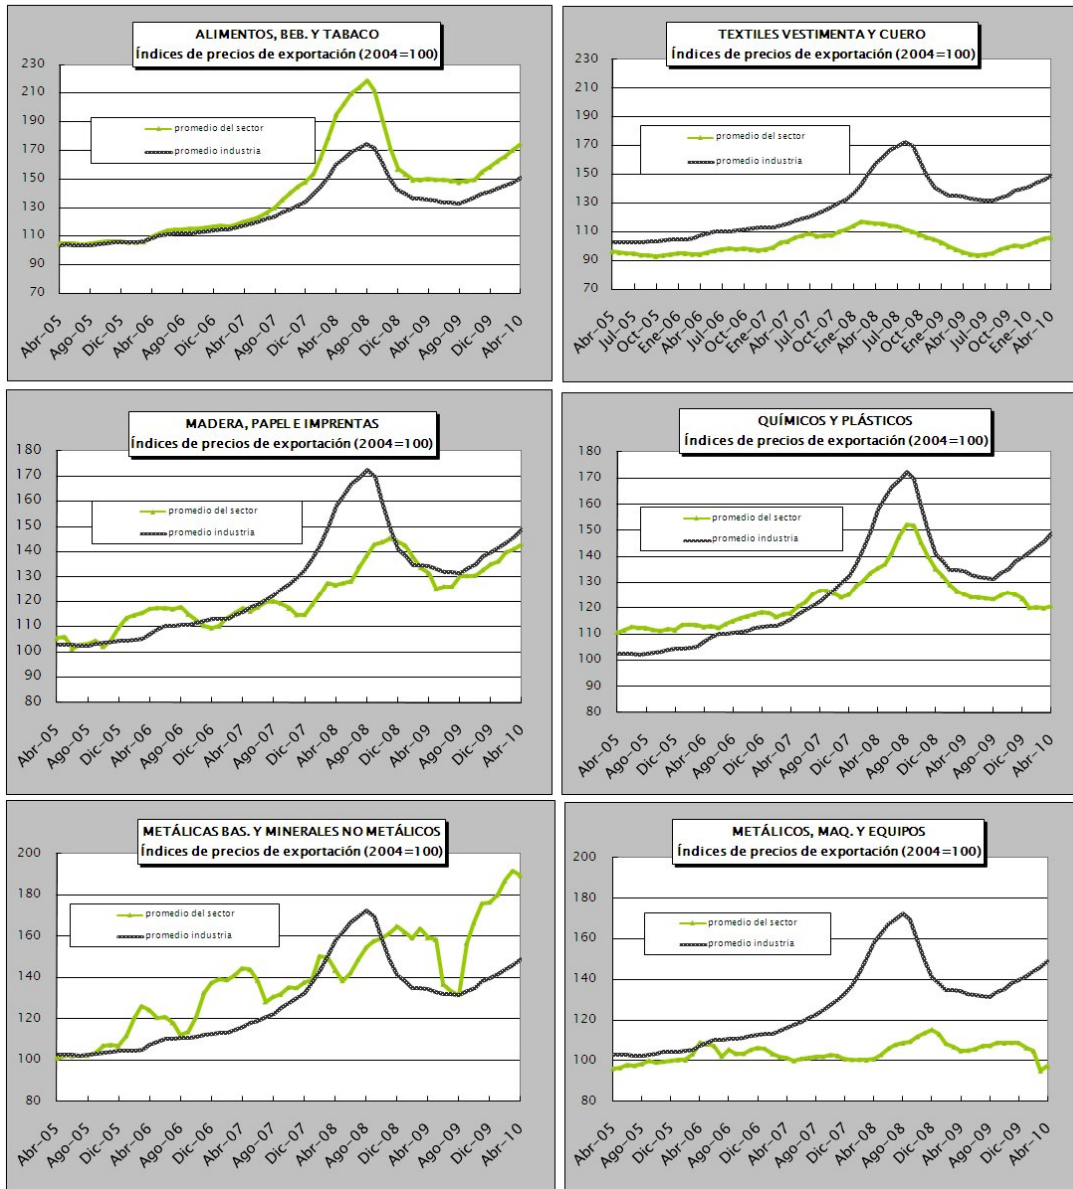 ALIMENTOS, BEB. Y TABACO
Índices de precios de exportación (2004=100)
230
210
190
170
150
130
110
90
70
promedio del sector
promedio industria
Abr-05
Ago-05
Dic-05
Abr-06
Ago-06
Dic-06
Abr-07
Ago-07
Dic-07
Abr-08
Ago-08
Dic-08
Abr-09
Ago-09
Dic-09
Abr-10
TEXTILES VESTIMENTA Y CUERO
Índices de precios de exportación (2004=100)
230
210
190
170
150
130
110
90
70
promedio del sector
promedio industria
Abr-05
Jul-05
Oct-05
Ene-06
Abr-06
Jul-06
Oct-06
Ene-07
Abr-07
Jul-07
Oct-07
Ene-08
Abr-08
Jul-08
Oct-08
Ene-09
Abr-09
Jul-09
Oct-09
Ene-10
Abr-10
MADERA, PAPEL E IMPRENTAS
Índices de precios de exportación (2004=100)
180
170
160
150
140
130
120
110
100
90
80
promedio del sector
promedio industria
Abr-05
Ago-05
Dic-05
Abr-06
Ago-06
Dic-06
Abr-07
Ago-07
Dic-07
Abr-08
Ago-08
Dic-08
Abr-09
Ago-09
Dic-09
Abr-10
QUÍMICOS Y PLÁSTICOS
Índices de precios de exportación (2004=100)
180
170
160
150
140
130
120
110
100
90
80
promedio del sector
promedio industria
Abr-05
Ago-05
Dic-05
Abr-06
Ago-06
Dic-06
Abr-07
Ago-07
Dic-07
Abr-08
Ago-08
Dic-08
Abr-09
Ago-09
Dic-09
Abr-10
METÁLICAS BAS. Y MINERALES NO METÁLICOS
Índices de precios de exportación (2004=100)
200
180
160
140
120
100
80
promedio del sector
promedio industria
Abr-05
Ago-05
Dic-05
Abr-06
Ago-06
Dic-06
Abr-07
Ago-07
Dic-07
Abr-08
Ago-08
Dic-08
Abr-09
Ago-09
Dic-09
Abr-10
METÁLICOS, MAQ. Y EQUIPOS
Índices de precios de exportación (2004=100)
200
180
160
140
120
100
80
promedio del sector
promedio industria
Abr-05
Ago-05
Dic-05
Abr-06
Ago-06
Dic-06
Abr-07
Ago-07
Dic-07
Abr-08
Ago-08
Dic-08
Abr-09
Ago-09
Dic-09
Abr-10